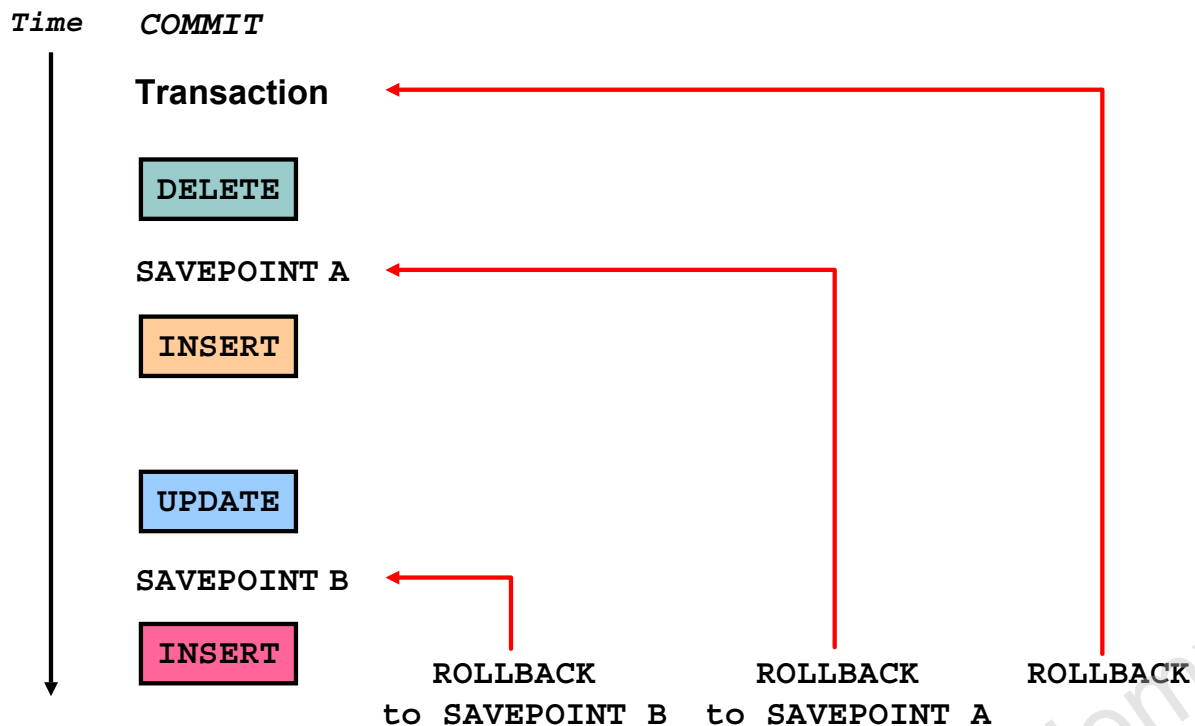 Time COMMIT
Transaction
DELETE
SAVEPOINT A
INSERT
UPDATE
SAVEPOINT B
INSERT
ROLLBACK
to SAVEPOINT B
ROLLBACK
to SAVEPOINT A
ROLLBACK